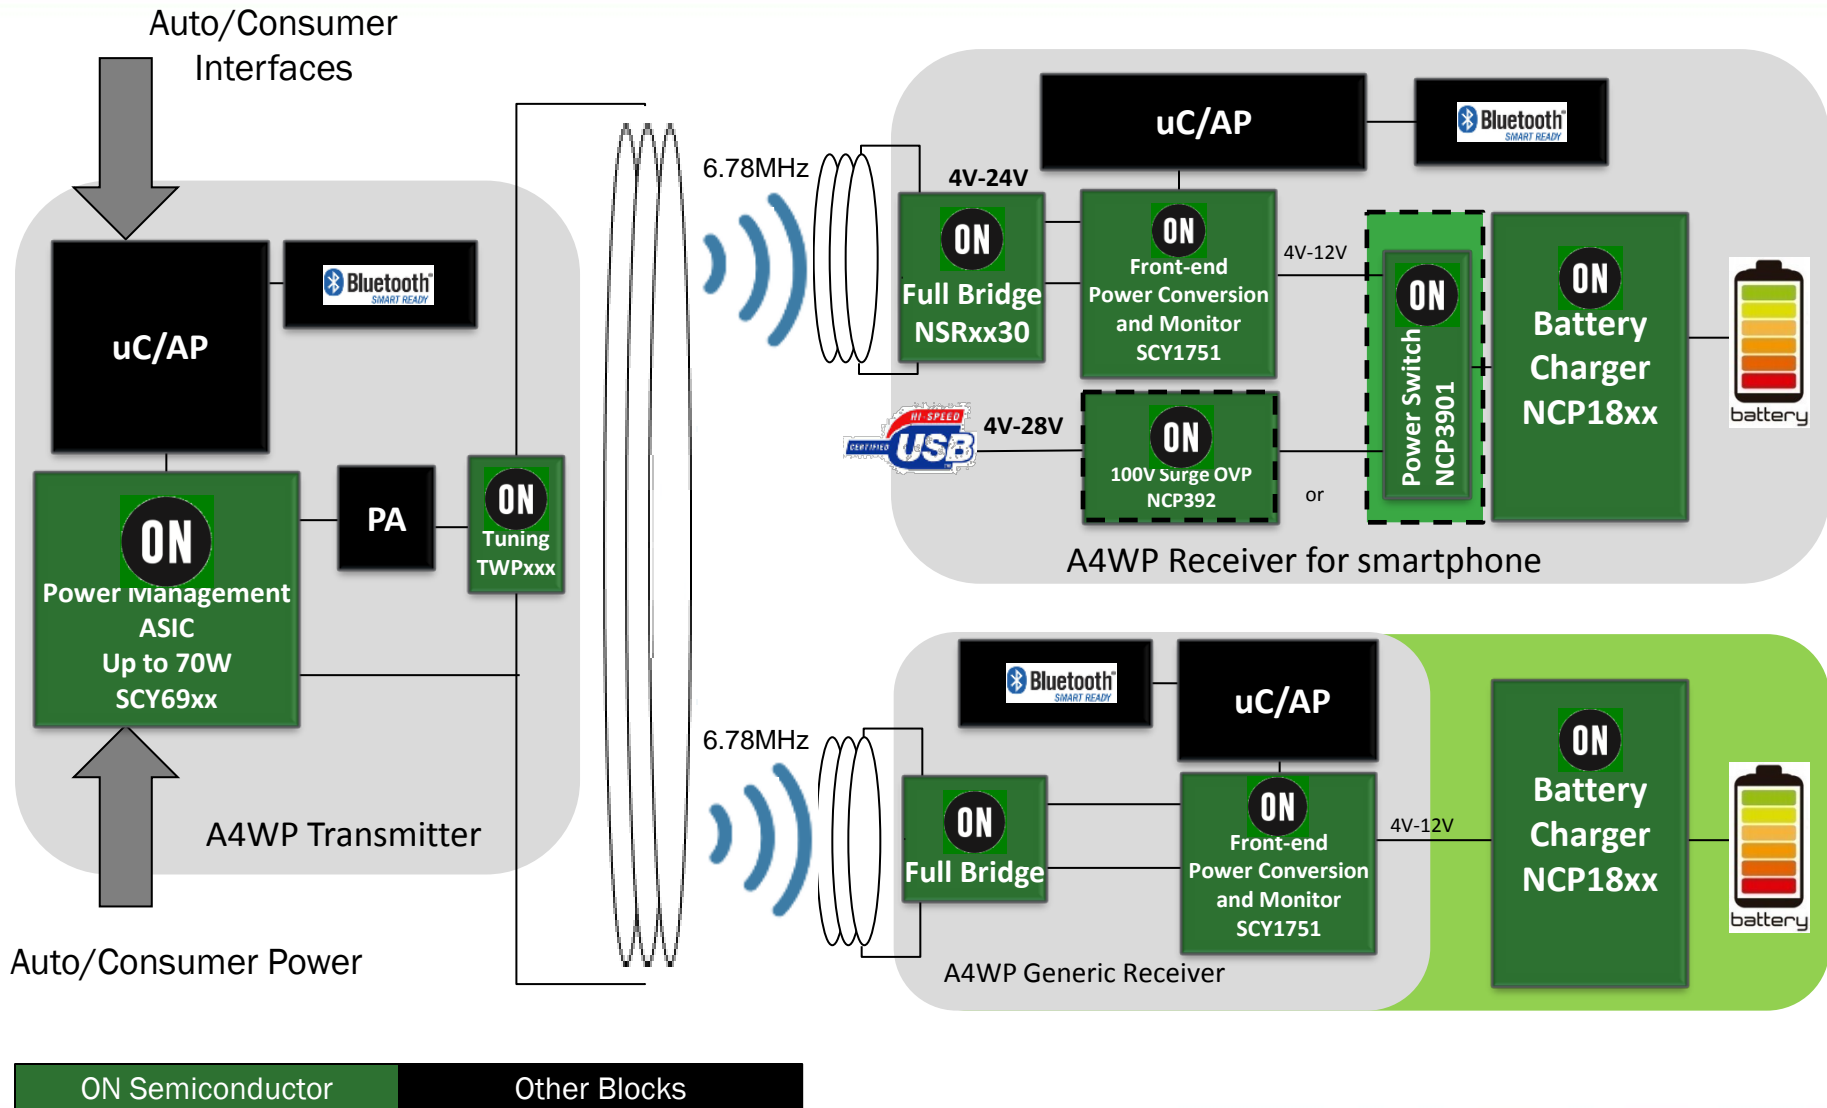 Auto/Consumer
Interfaces
uC/AP
Bluetooth
SMART READY
ON
Power Management
ASIC
Up to 70W
SCY69xx
PA
ON
Tuning
TWPxxx
A4WP Transmitter
Auto/Consumer Power
6.78MHz
uC/AP
Bluetooth
SMART READY
4V-24V
ON
Full Bridge
NSRxx30
ON
Front-end
Power Conversion
and Monitor
SCY1751
4V-12V
ON
Power Switch
NCP3901
ON
Battery
Charger
NCP18xx
battery
HI-SPEED
CERTIFIED
USB
4V-28V
ON
100V Surge OVP
NCP392
or
A4WP Receiver for smartphone
6.78MHz
Bluetooth
SMART READY
uC/AP
ON
Full Bridge
ON
Front-end
Power Conversion
and Monitor
SCY1751
4V-12V
ON
Battery
Charger
NCP18xx
battery
A4WP Generic Receiver
ON Semiconductor
Other Blocks